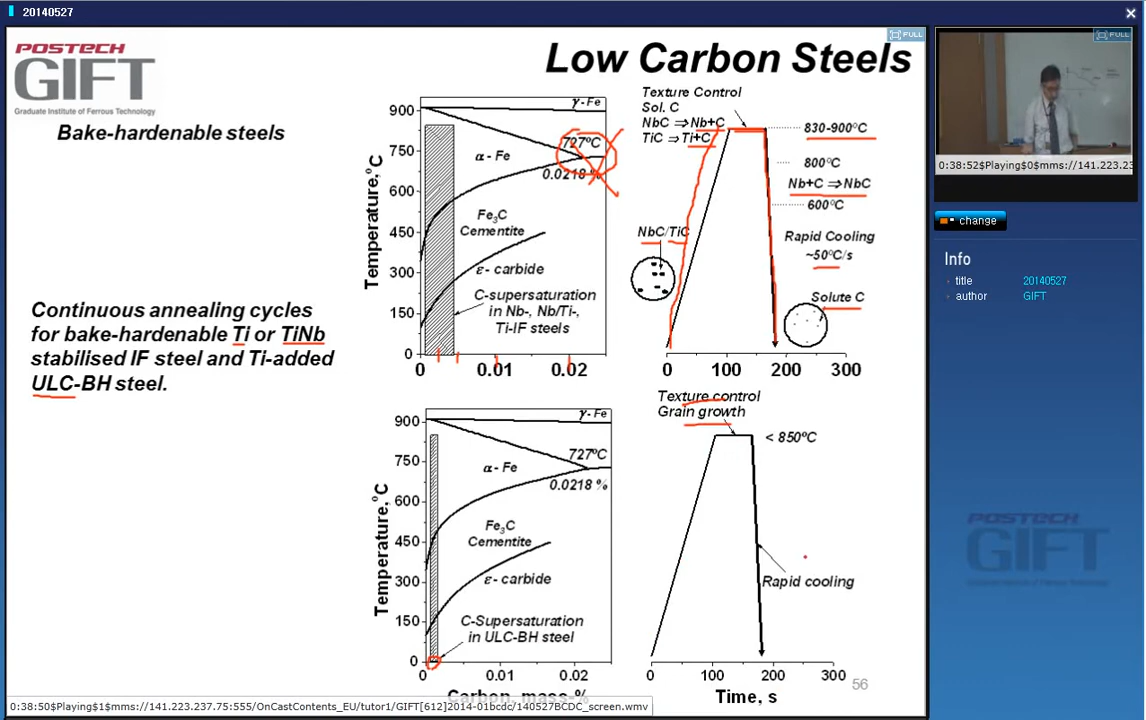 20140527
FULL
FULL
POSTECH
GIFT
Graduate Institute of Ferrous Technology
Low Carbon Steels
Bake-hardenable steels
Continuous annealing cycles
for bake-hardenable Ti or TiNb
stabilised IF steel and Ti-added
ULC-BH steel.
Temperature,°C
900
750
600
450
300
150
0
γ-Fe
727°C
α-Fe
0.0218 %
Fe3C
Cementite
ε- carbide
C-supersaturation
in Nb-, Nb/Ti-,
Ti-IF steels
0 0.01 0.02
Texture Control
Sol. C
NbC ⇒ Nb+C
TiC ⇒ Ti+C
830-900°C
800°C
Nb+C ⇒ NbC
600°C
NbC/TiC
Rapid Cooling
~50°C/s
Solute C
0 100 200 300
Temperature,°C
900
750
600
450
300
150
0
γ-Fe
727°C
α-Fe
0.0218 %
Fe3C
Cementite
ε- carbide
C-Supersaturation
in ULC-BH steel
0 0.01 0.02
Carbon, mass-%
Texture control
Grain growth
< 850°C
Rapid cooling
0 100 200 300
Time, s
56
0:38:50$Playing$1$mms://141.223.237.75:555/OnCastContents_EU/tutor1/GIFT[612]2014-01bcdc/140527BCDC_screen.wmv
0:38:52$Playing$0$mms://141.223.23
change
Info
title 20140527
author GIFT
POSTECH
GIFT